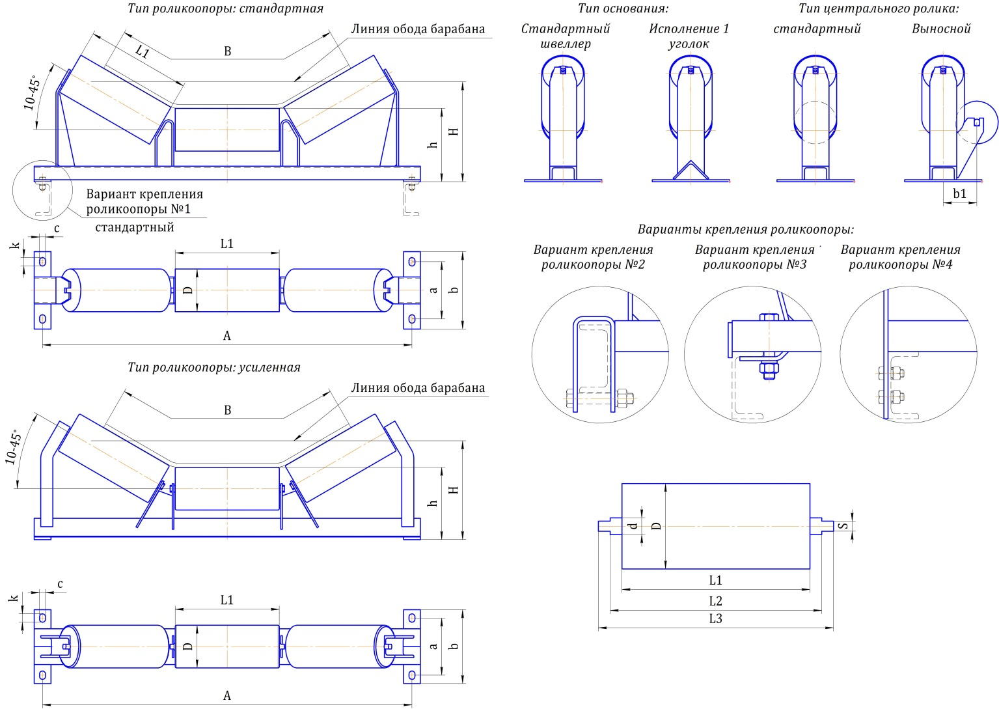 Тип роликоопоры: стандартная
Линия обода барабана
L1
B
10-45°
h
H
Вариант крепления
роликоопоры №1
стандартный
c
k
L1
D
a
b
A
Тип роликоопоры: усиленная
Линия обода барабана
B
10-45°
h
H
c
k
L1
D
a
b
A
Тип основания:
Стандартный
швеллер
Исполнение 1
уголок
Тип центрального ролика:
стандартный
Выносной
b1
Варианты крепления роликоопоры:
Вариант крепления
роликоопоры №2
Вариант крепления
роликоопоры №3
Вариант крепления
роликоопоры №4
d
D
S
L1
L2
L3